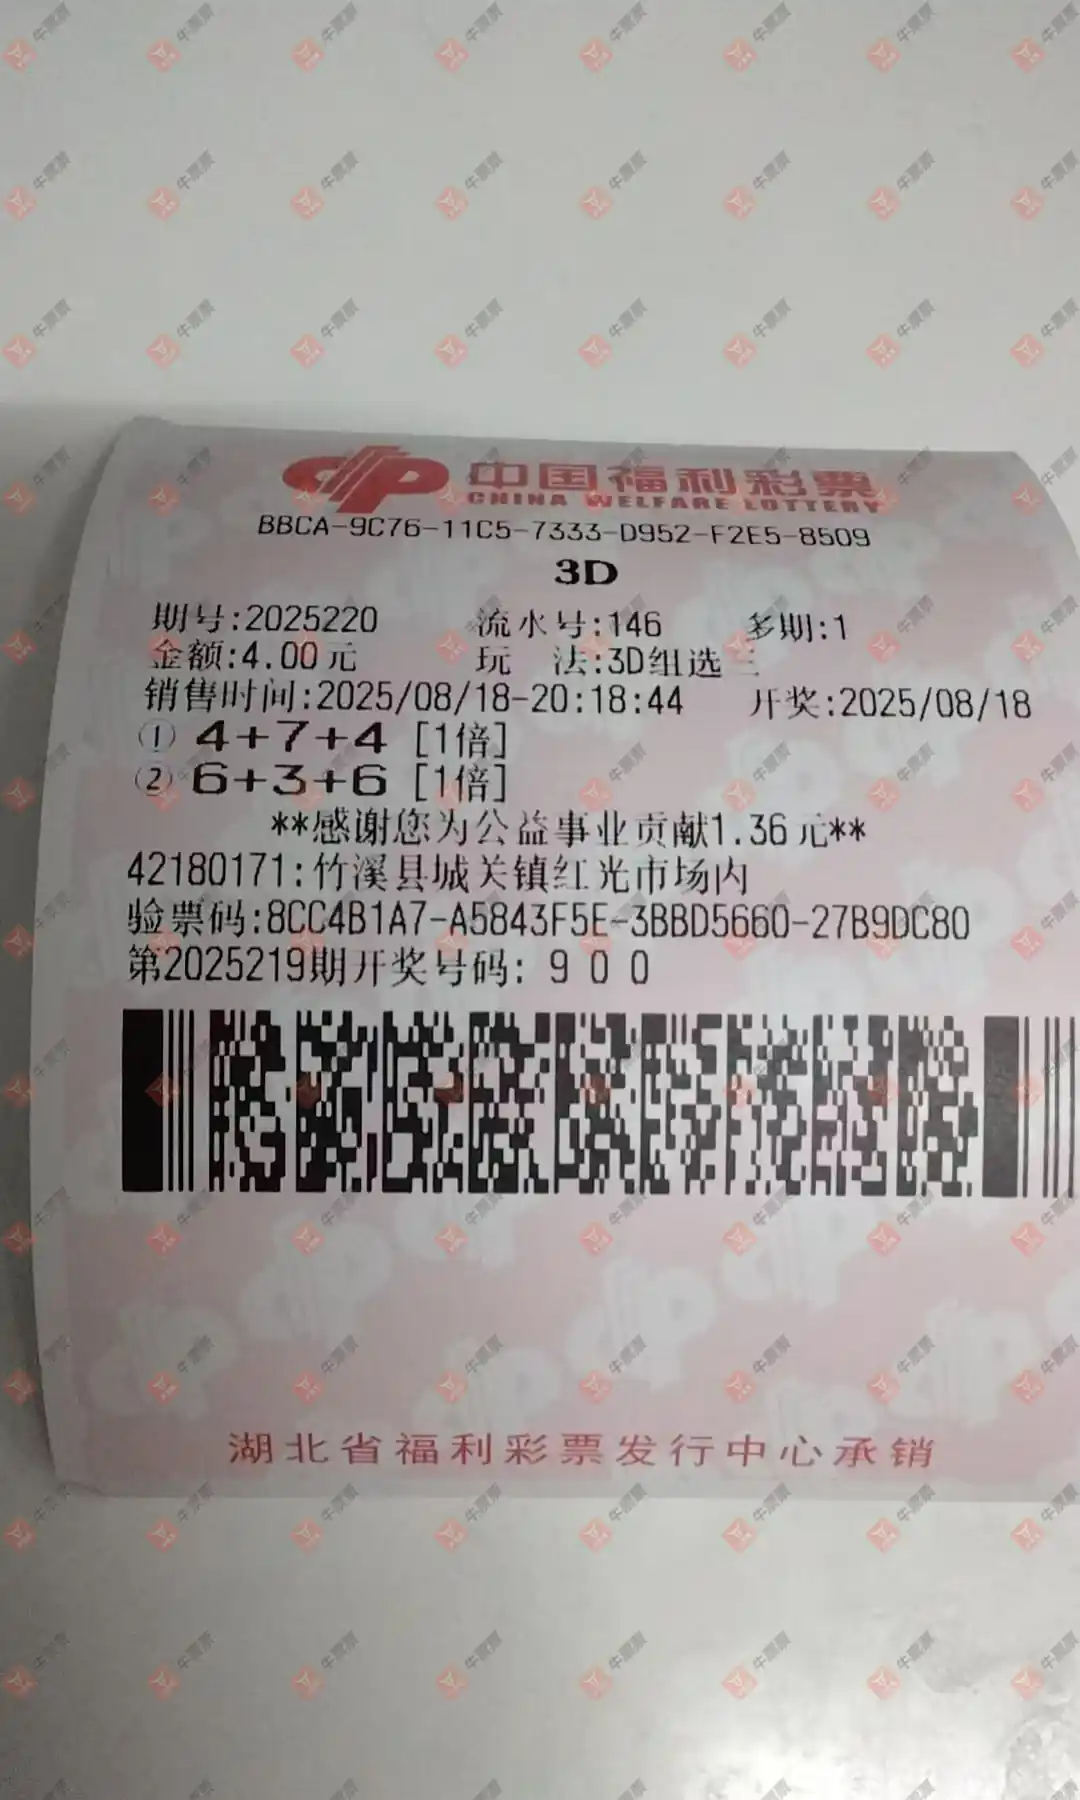 中国福利彩票
CHINA WELFARE LOTTERY
BBCA-9C76-11C5-7333-D952-F2E5-8509
3D
期号:2025220 流水号:146 多期:1
金额:4.00元 玩 法:3D组选三
销售时间:2025/08/18-20:18:44 开奖:2025/08/18
① 4+7+4 [1倍]
② 6+3+6 [1倍]
**感谢您为公益事业贡献1.36元**
42180171:竹溪县城关镇红光市场内
验票码:8CC4B1A7-A5843F5E-3BBD5660-27B9DC80
第2025219期开奖号码: 9 0 0
湖北省福利彩票发行中心承销
牛票票